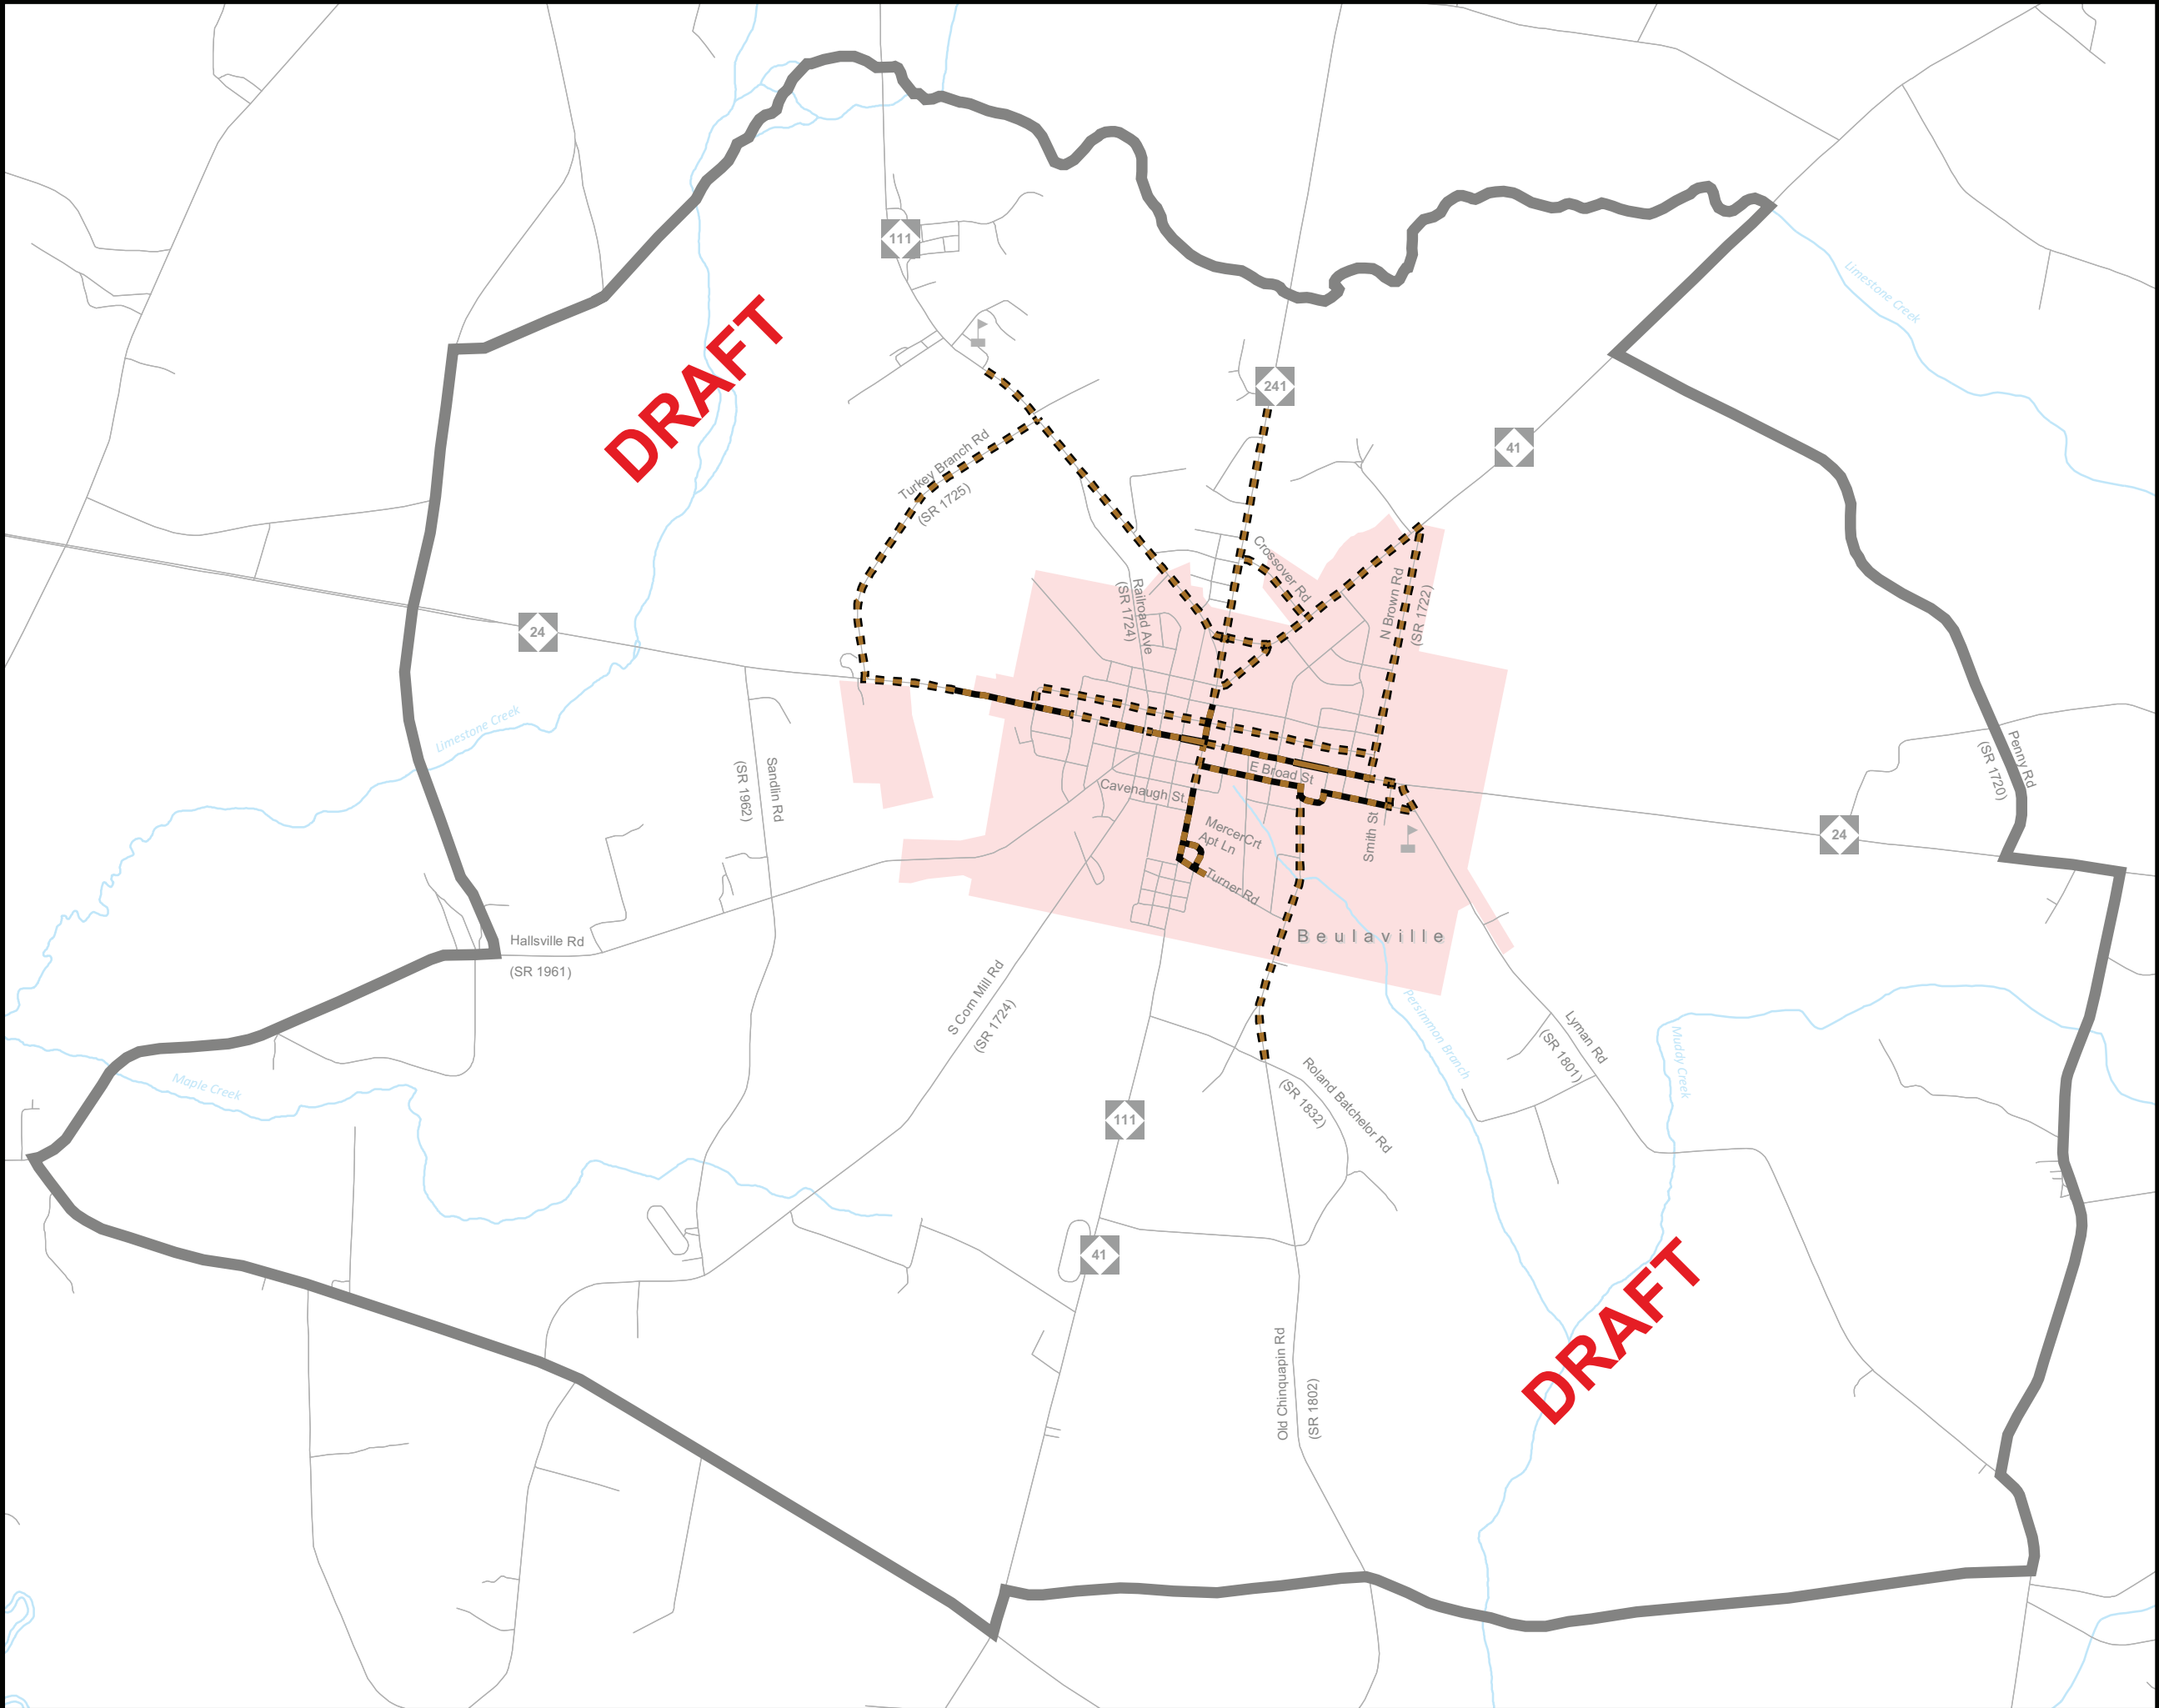 111
Limestone Creek
DRAFT
241
41
Turkey Branch Rd
(SR 1725)
Crossover Rd
Railroad Ave
(SR 1724)
N Brown Rd
(SR 1722)
24
Limestone Creek
Sandlin Rd
(SR 1962)
Penny Rd
(SR 1720)
E Broad St
Cavenaugh St
MercerCrt
Apt Ln
Smith St
24
Turner Rd
Beulaville
Hallsville Rd
(SR 1961)
S Corn Mill Rd
(SR 1724)
Persimmon Branch
Lyman Rd
(SR 1801)
Muddy Creek
Maple Creek
Roland Batchelor Rd
(SR 1832)
111
41
DRAFT
Old Chinquapin Rd
(SR 1802)